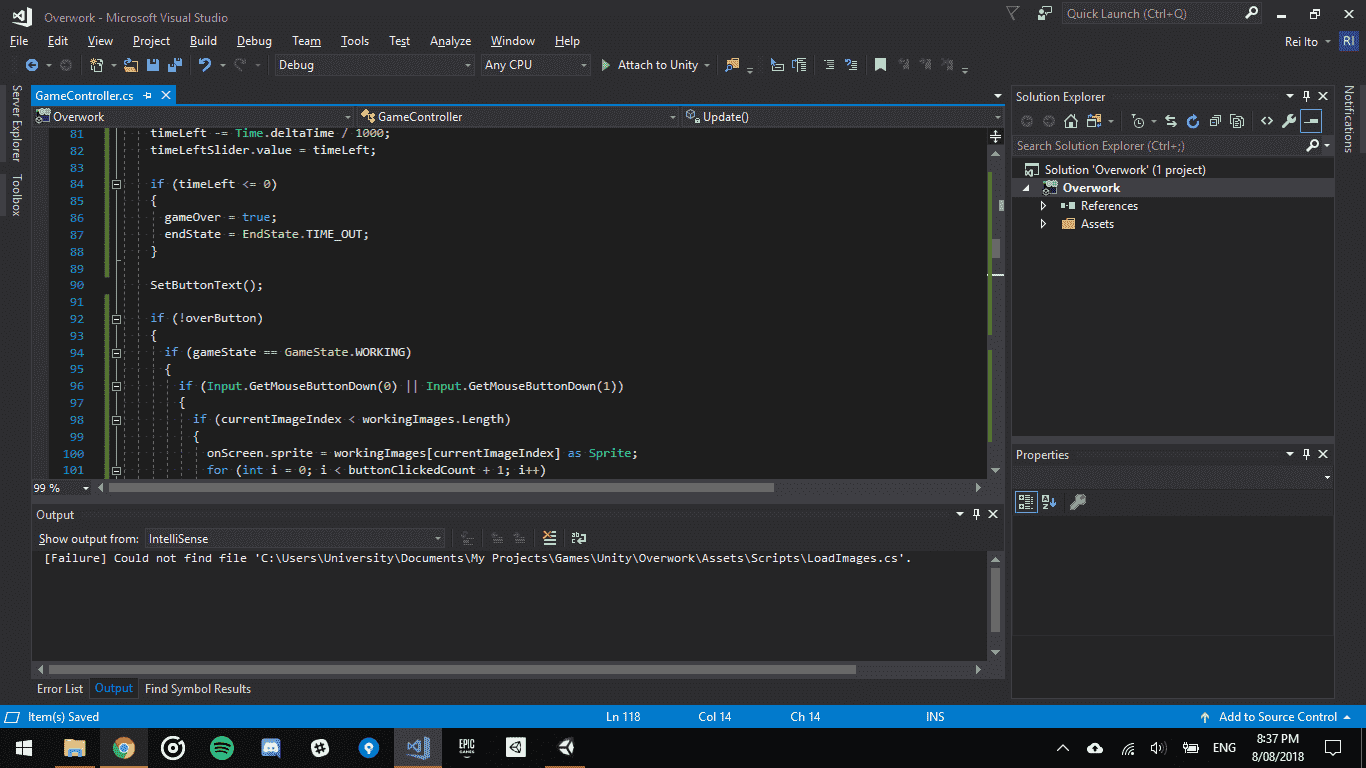 Overwork - Microsoft Visual Studio
Quick Launch (Ctrl+Q)
File Edit View Project Build Debug Team Tools Test Analyze Window Help
Rei Ito RI
Debug Any CPU Attach to Unity
Server Explorer
Toolbox
GameController.cs
Overwork GameController Update()
81 timeLeft -= Time.deltaTime / 1000;
82 timeLeftSlider.value = timeLeft;
83
84 if (timeLeft <= 0)
85 {
86 gameOver = true;
87 endState = EndState.TIME_OUT;
88 }
89
90 SetButtonText();
91
92 if (!overButton)
93 {
94 if (gameState == GameState.WORKING)
95 {
96 if (Input.GetMouseButtonDown(0) || Input.GetMouseButtonDown(1))
97 {
98 if (currentImageIndex < workingImages.Length)
99 {
100 onScreen.sprite = workingImages[currentImageIndex] as Sprite;
101 for (int i = 0; i < buttonClickedCount + 1; i++)
99 %
Output
Show output from: IntelliSense
[Failure] Could not find file 'C:\Users\University\Documents\My Projects\Games\Unity\Overwork\Assets\Scripts\LoadImages.cs'.
Error List Output Find Symbol Results
Solution Explorer
Search Solution Explorer (Ctrl+;)
Solution 'Overwork' (1 project)
Overwork
References
Assets
Properties
Notifications
Item(s) Saved Ln 118 Col 14 Ch 14 INS Add to Source Control
EPIC
GAMES
ENG
8:37 PM
8/08/2018